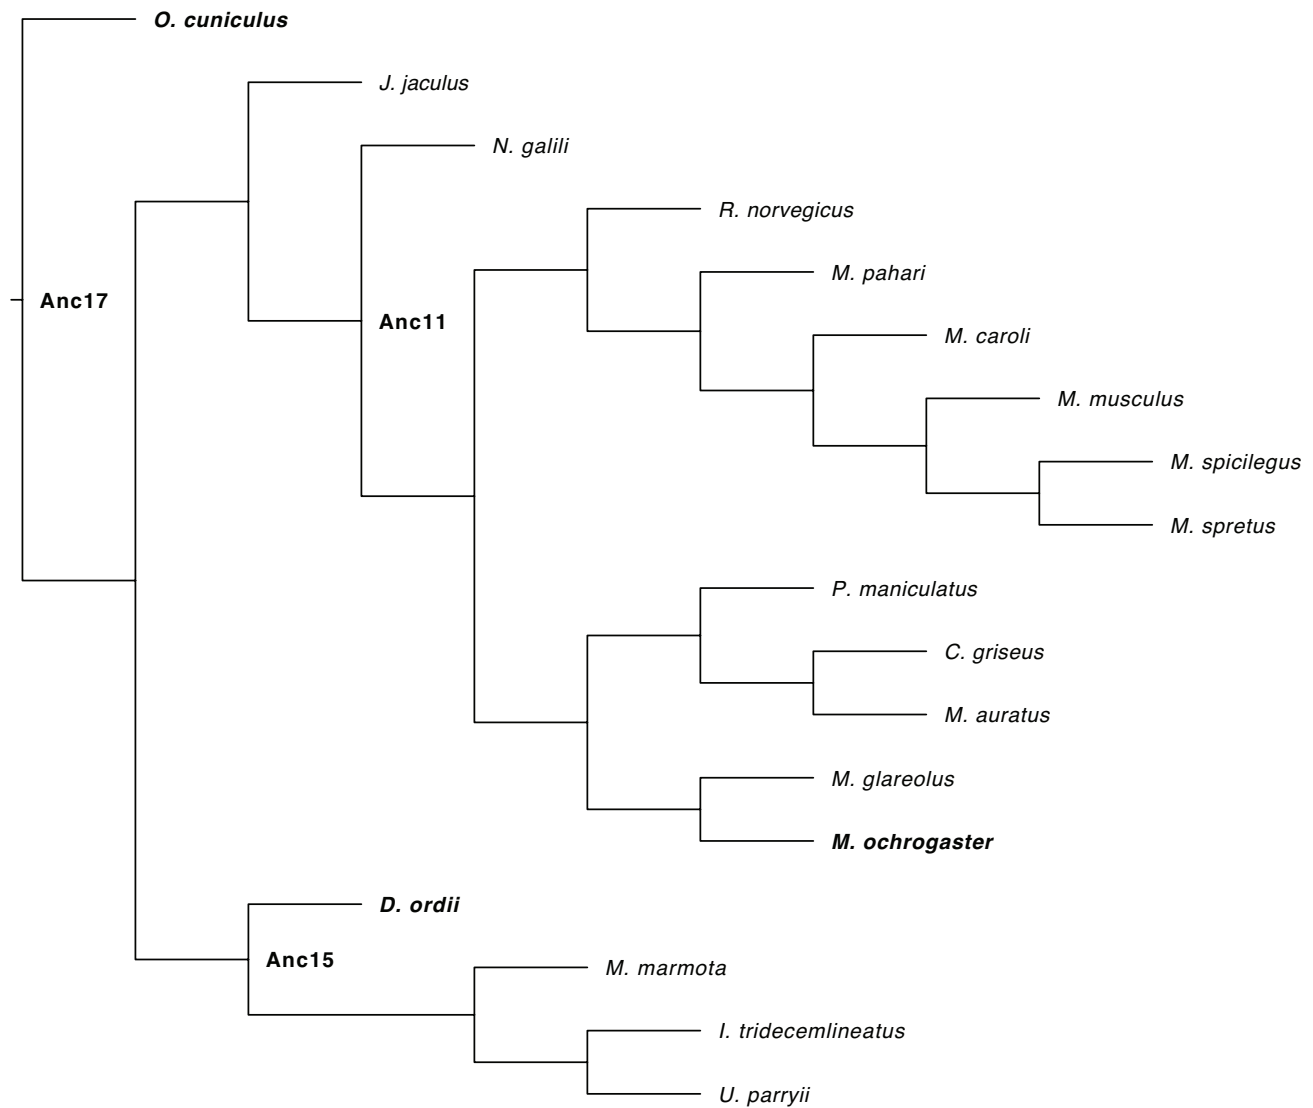 O. cuniculus
J. jaculus
N. galili
R. norvegicus
M. pahari
Anc17
Anc11
M. caroli
M. musculus
M. spicilegus
M. spretus
P. maniculatus
C. griseus
M. auratus
M. glareolus
M. ochrogaster
D. ordii
Anc15
M. marmota
I. tridecemlineatus
U. parryii